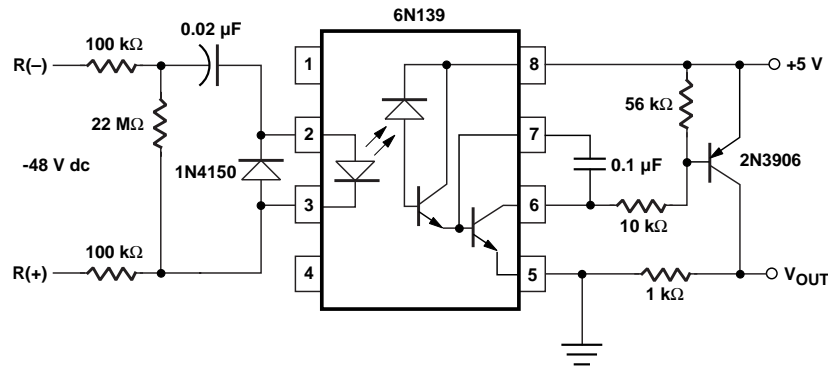 6N139
0.02 µF
100 kΩ
R(–)
1
8
+5 V
22 MΩ
56 kΩ
2
7
-48 V dc
1N4150
0.1 µF
2N3906
3
6
10 kΩ
100 kΩ
4
5
R(+)
1 kΩ
VOUT